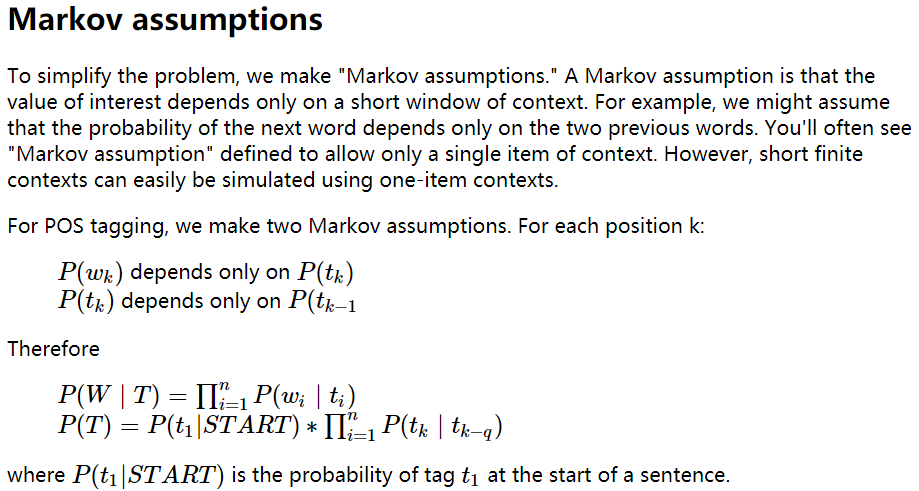 Markov assumptions
To simplify the problem, we make "Markov assumptions." A Markov assumption is that the
value of interest depends only on a short window of context. For example, we might assume
that the probability of the next word depends only on the two previous words. You'll often see
"Markov assumption" defined to allow only a single item of context. However, short finite
contexts can easily be simulated using one-item contexts.
For POS tagging, we make two Markov assumptions. For each position k:
P(w_k) depends only on P(t_k)
P(t_k) depends only on P(t_{k−1}
Therefore
P(W | T) = ∏_{i=1}^n P(w_i | t_i)
P(T) = P(t_1|START) ∗ ∏_{i=1}^n P(t_k | t_{k−q})
where P(t_1|START) is the probability of tag t_1 at the start of a sentence.